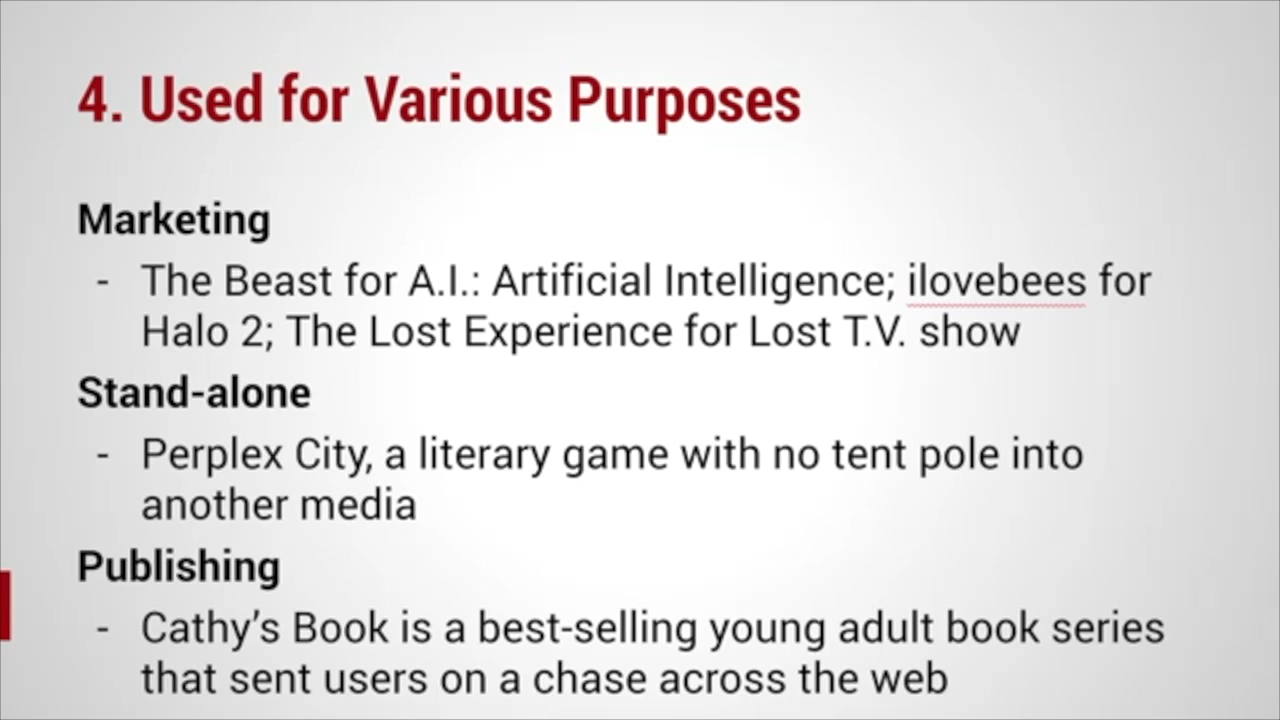 4. Used for Various Purposes
Marketing
- The Beast for A.I.: Artificial Intelligence; ilovebees for
Halo 2; The Lost Experience for Lost T.V. show
Stand-alone
- Perplex City, a literary game with no tent pole into
another media
Publishing
- Cathy’s Book is a best-selling young adult book series
that sent users on a chase across the web